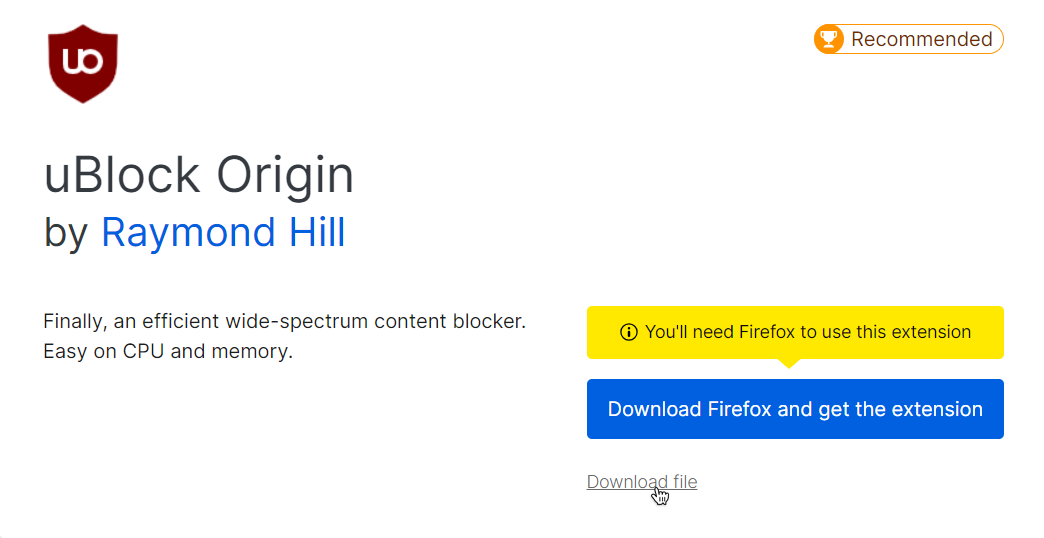 uo
Recommended
uBlock Origin
by Raymond Hill
Finally, an efficient wide-spectrum content blocker.
Easy on CPU and memory.
You'll need Firefox to use this extension
Download Firefox and get the extension
Download file